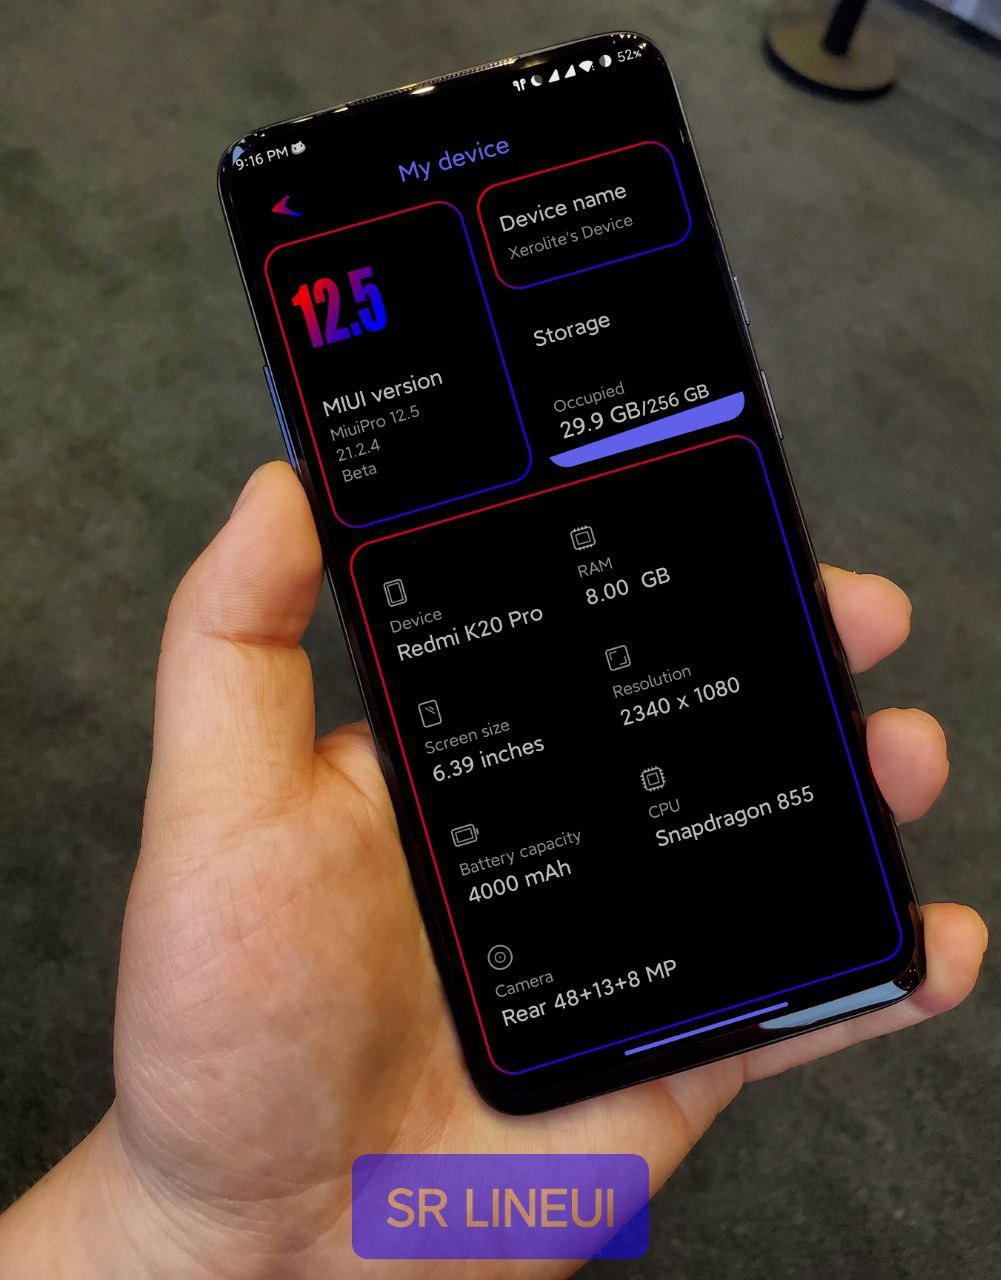 9:16 PM
52%
My device
12.5
MIUI version
MiuiPro 12.5
21.2.4
Beta
Device name
Xerolite's Device
Storage
Occupied
29.9 GB/256 GB
Device
Redmi K20 Pro
RAM
8.00 GB
Screen size
6.39 inches
Resolution
2340 x 1080
Battery capacity
4000 mAh
CPU
Snapdragon 855
Camera
Rear 48+13+8 MP
SR LINEUI